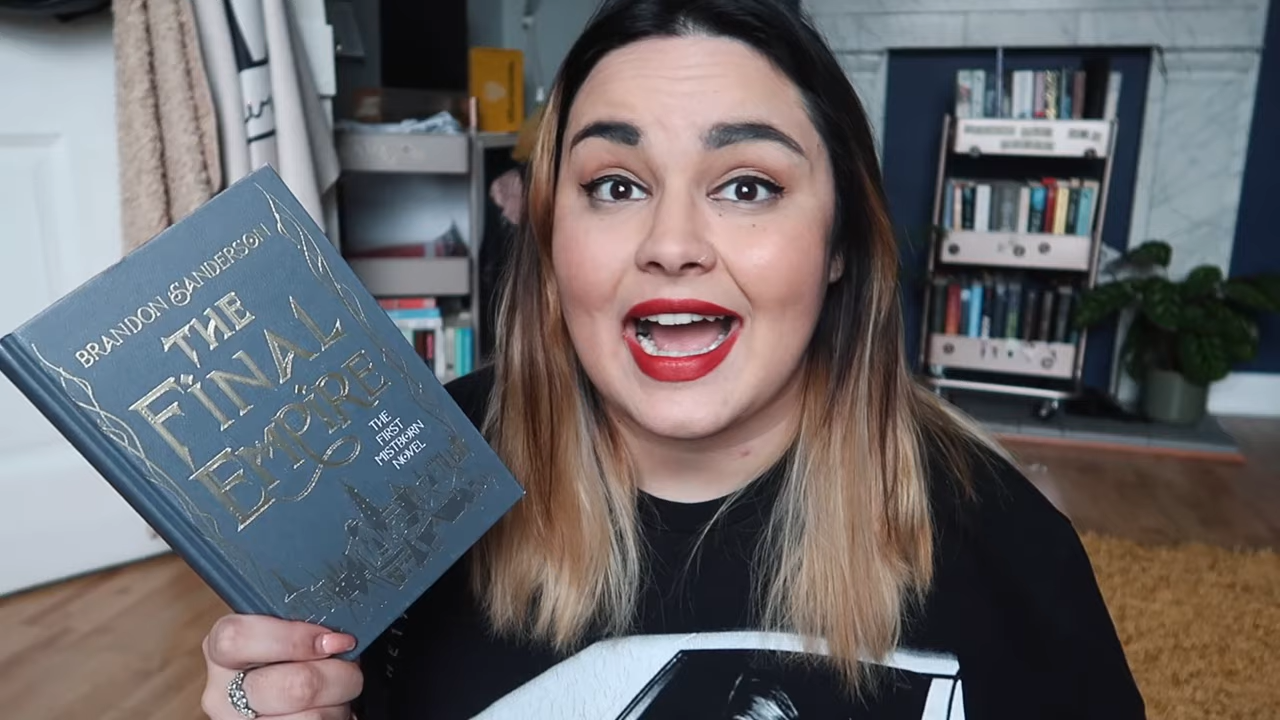 BRANDON SANDERSON
THE
FINAL
EMPIRE
THE
FIRST
MISTBORN
NOVEL